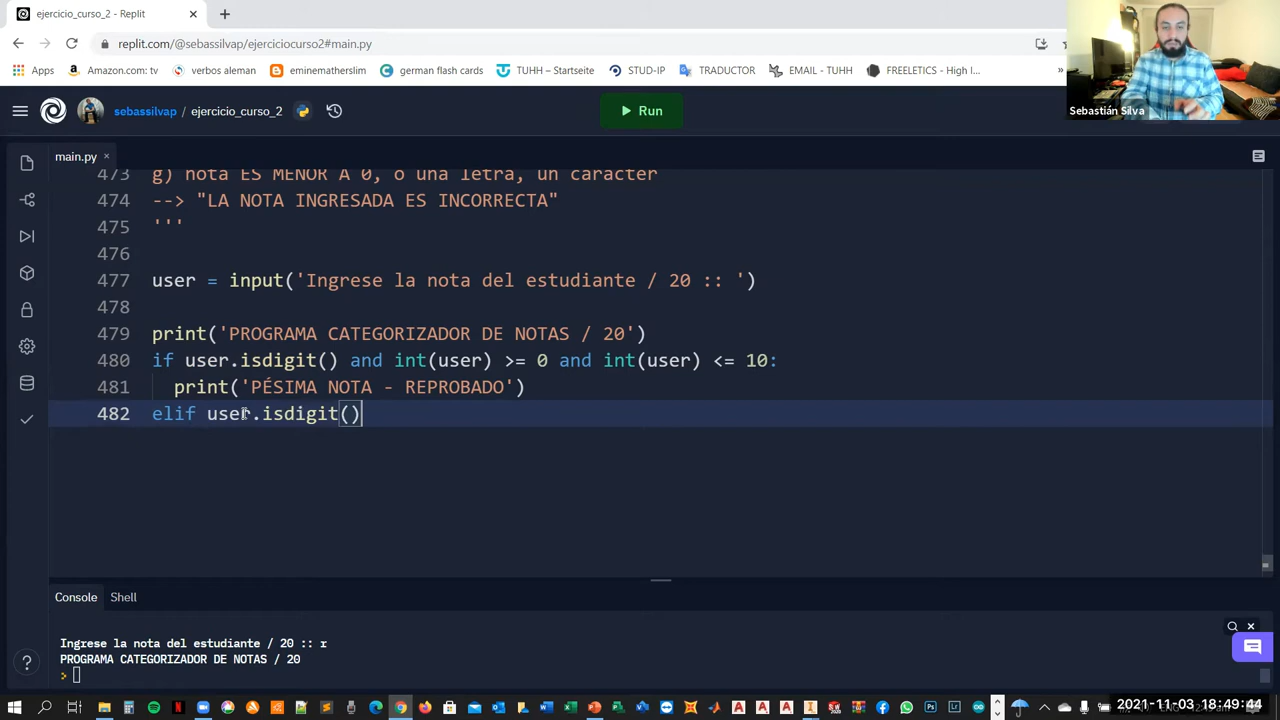 ejercicio_curso_2 - Replit
replit.com/@sebassilvap/ejerciciocurso2#main.py
Apps
Amazon.com: tv
verbos aleman
eminematherslim
german flash cards
TUHH – Startseite
STUD-IP
TRADUCTOR
EMAIL - TUHH
FREELETICS - High I...
»
Sebastián Silva
sebassilvap / ejercicio_curso_2
Run
main.py
473 g) nota ES MENOR A 0, o una letra, un caracter
474 --> "LA NOTA INGRESADA ES INCORRECTA"
475 '''
476
477 user = input('Ingrese la nota del estudiante / 20 :: ')
478
479 print('PROGRAMA CATEGORIZADOR DE NOTAS / 20')
480 if user.isdigit() and int(user) >= 0 and int(user) <= 10:
481 print('PÉSIMA NOTA - REPROBADO')
482 elif user.isdigit()
Console
Shell
Ingrese la nota del estudiante / 20 :: r
PROGRAMA CATEGORIZADOR DE NOTAS / 20
2021-11-03 18:49:44